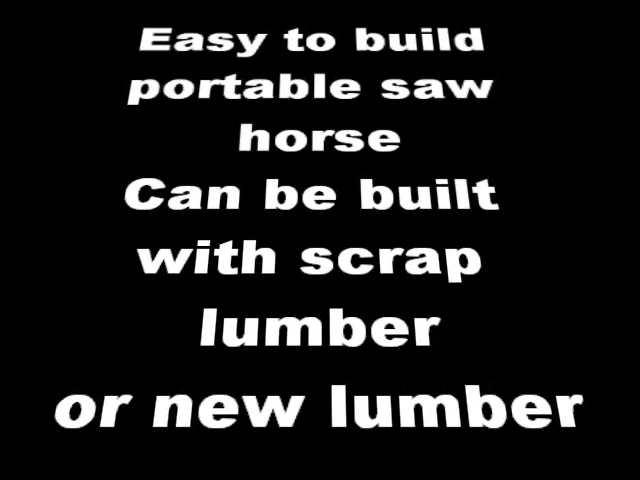 Easy to build
portable saw
horse
Can be built
with scrap
lumber
or new lumber